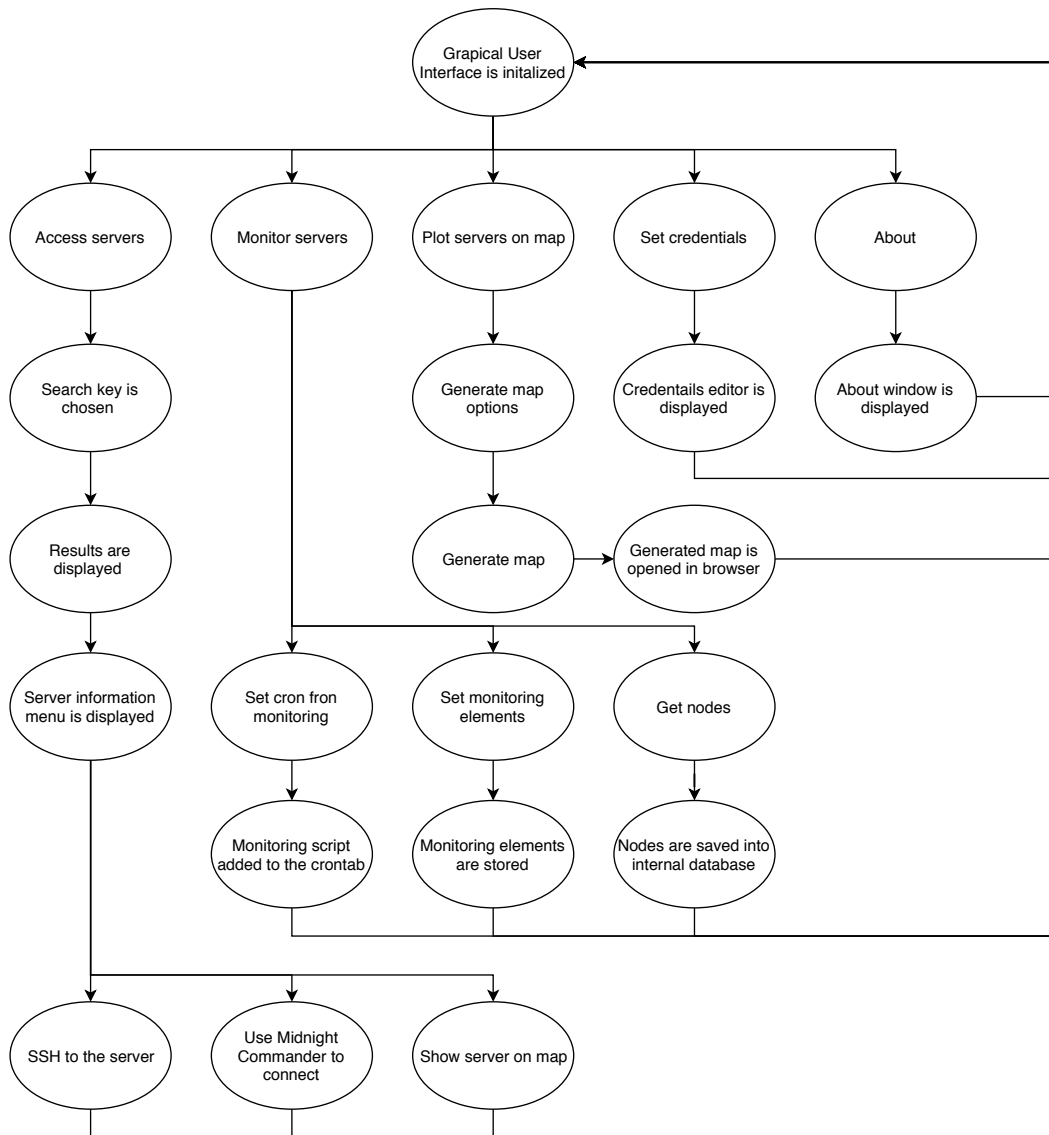 Grapical User
Interface is initalized
Access servers
Monitor servers
Plot servers on map
Set credentials
About
Search key is
chosen
Generate map
options
Credentails editor is
displayed
About window is
displayed
Results are
displayed
Generate map
Generated map is
opened in browser
Server information
menu is displayed
Set cron fron
monitoring
Set monitoring
elements
Get nodes
Monitoring script
added to the crontab
Monitoring elements
are stored
Nodes are saved into
internal database
SSH to the server
Use Midnight
Commander to
connect
Show server on map